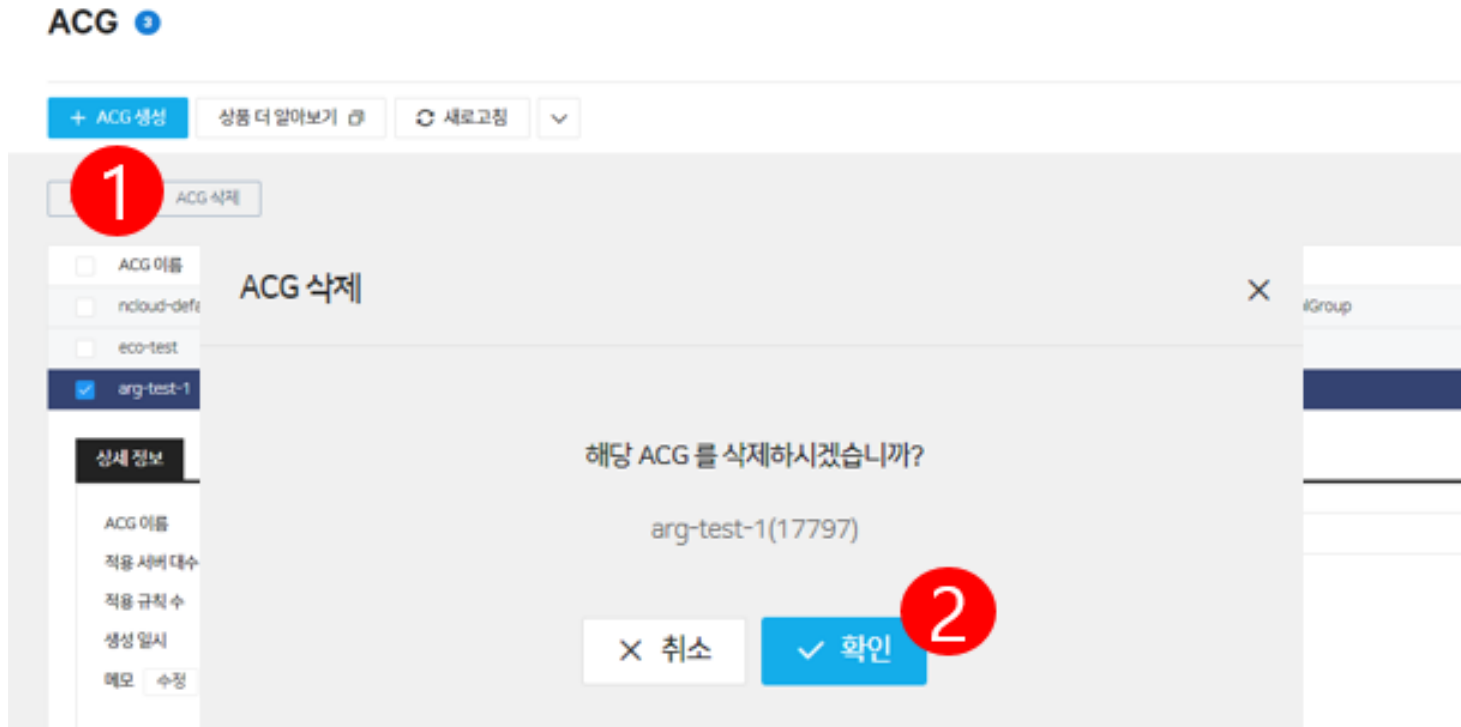 ACG 3
+ ACG 생성 상품 더 알아보기 새로고침
1
ACG 삭제
ACG 이름
ncloud-defa
eco-test
arg-test-1
ACG 삭제
lGroup
해당 ACG 를 삭제하시겠습니까?
arg-test-1(17797)
2
× 취소 ✓ 확인
상세 정보
ACG 이름
적용 서버 대수
적용 규칙 수
생성 일시
메모 수정